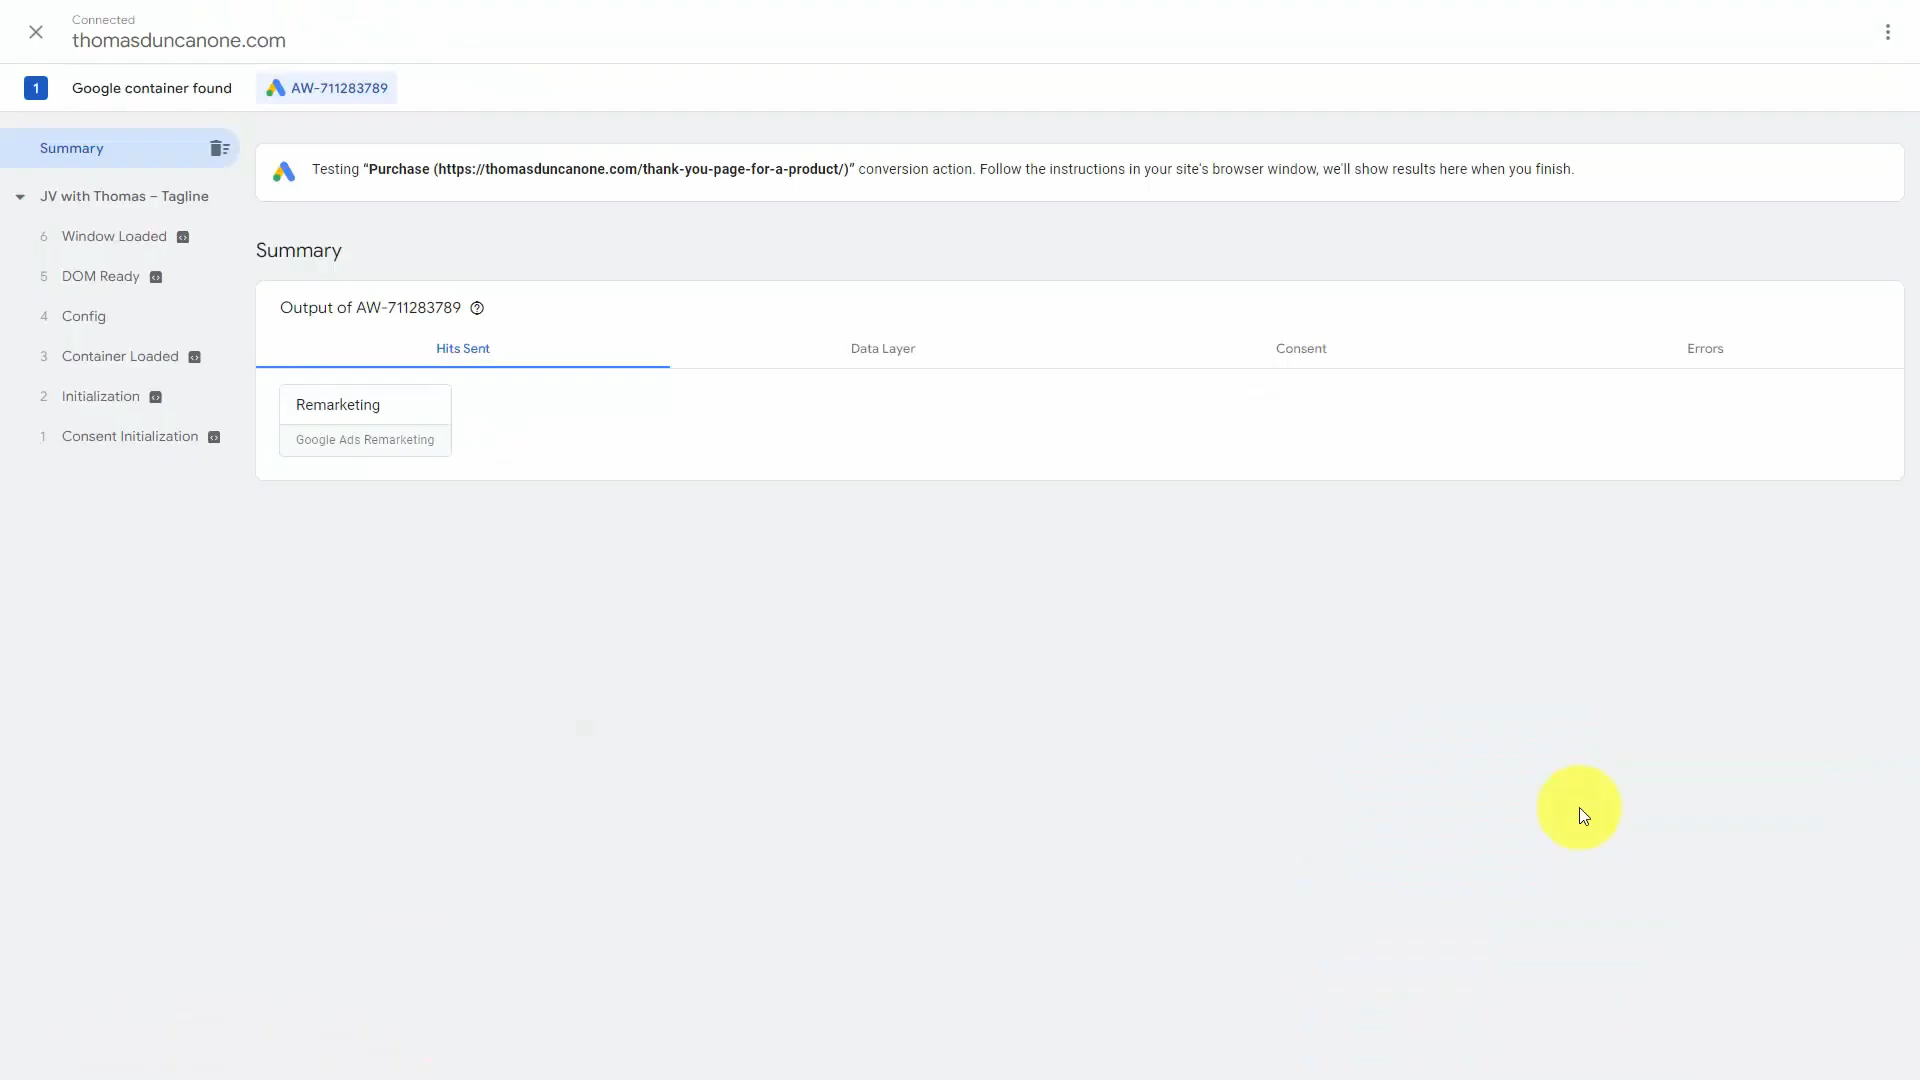 Connected
thomasduncanone.com
1 Google container found AW-711283789
Summary
JV with Thomas – Tagline
6 Window Loaded
5 DOM Ready
4 Config
3 Container Loaded
2 Initialization
1 Consent Initialization
Testing “Purchase (https://thomasduncanone.com/thank-you-page-for-a-product/)” conversion action. Follow the instructions in your site's browser window, we'll show results here when you finish.
Summary
Output of AW-711283789
Hits Sent Data Layer Consent Errors
Remarketing
Google Ads Remarketing